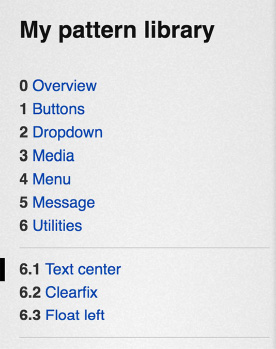 My pattern library
0 Overview
1 Buttons
2 Dropdown
3 Media
4 Menu
5 Message
6 Utilities
6.1 Text center
6.2 Clearfix
6.3 Float left